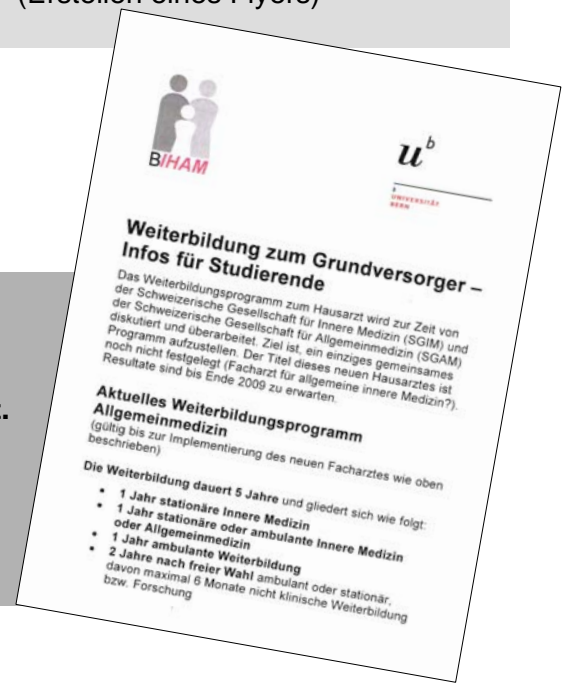 (Erstellen eines Flyers)
BIHAM
u^b
UNIVERSITÄT
BERN
Weiterbildung zum Grundversorger –
Infos für Studierende
Das Weiterbildungsprogramm zum Hausarzt wird zur Zeit von
der Schweizerische Gesellschaft für Innere Medizin (SGIM) und
der Schweizerische Gesellschaft für Allgemeinmedizin (SGAM)
diskutiert und überarbeitet. Ziel ist, ein einziges gemeinsames
Programm aufzustellen. Der Titel dieses neuen Hausarztes ist
noch nicht festgelegt (Facharzt für allgemeine innere Medizin?).
Resultate sind bis Ende 2009 zu erwarten.
Aktuelles Weiterbildungsprogramm
Allgemeinmedizin
(gültig bis zur Implementierung des neuen Facharztes wie oben
beschrieben)
Die Weiterbildung dauert 5 Jahre und gliedert sich wie folgt:
• 1 Jahr stationäre Innere Medizin
• 1 Jahr stationäre oder ambulante Innere Medizin
oder Allgemeinmedizin
• 1 Jahr ambulante Weiterbildung
• 2 Jahre nach freier Wahl ambulant oder stationär,
davon maximal 6 Monate nicht klinische Weiterbildung
bzw. Forschung